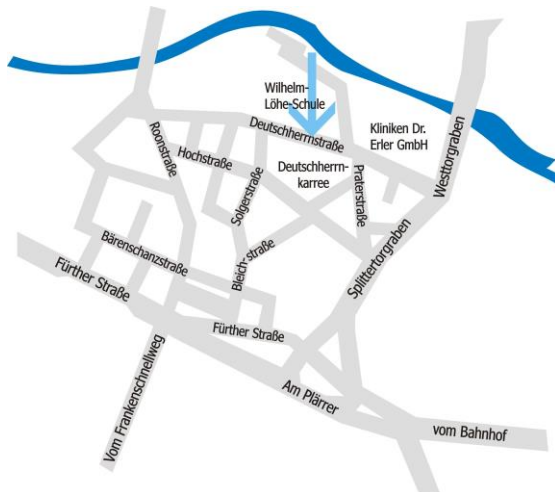 Wilhelm-
Löhe-Schule
Deutschherrnstraße
Kliniken Dr.
Erler GmbH
Westtorgraben
Roonstraße
Hochstraße
Solgerstraße
Deutschherrn-
karree
Praterstraße
Splittertorgraben
Bärenschanzstraße
Bleich-straße
Fürther Straße
Fürther Straße
Vom Frankenschnellweg
Am Plärrer
vom Bahnhof